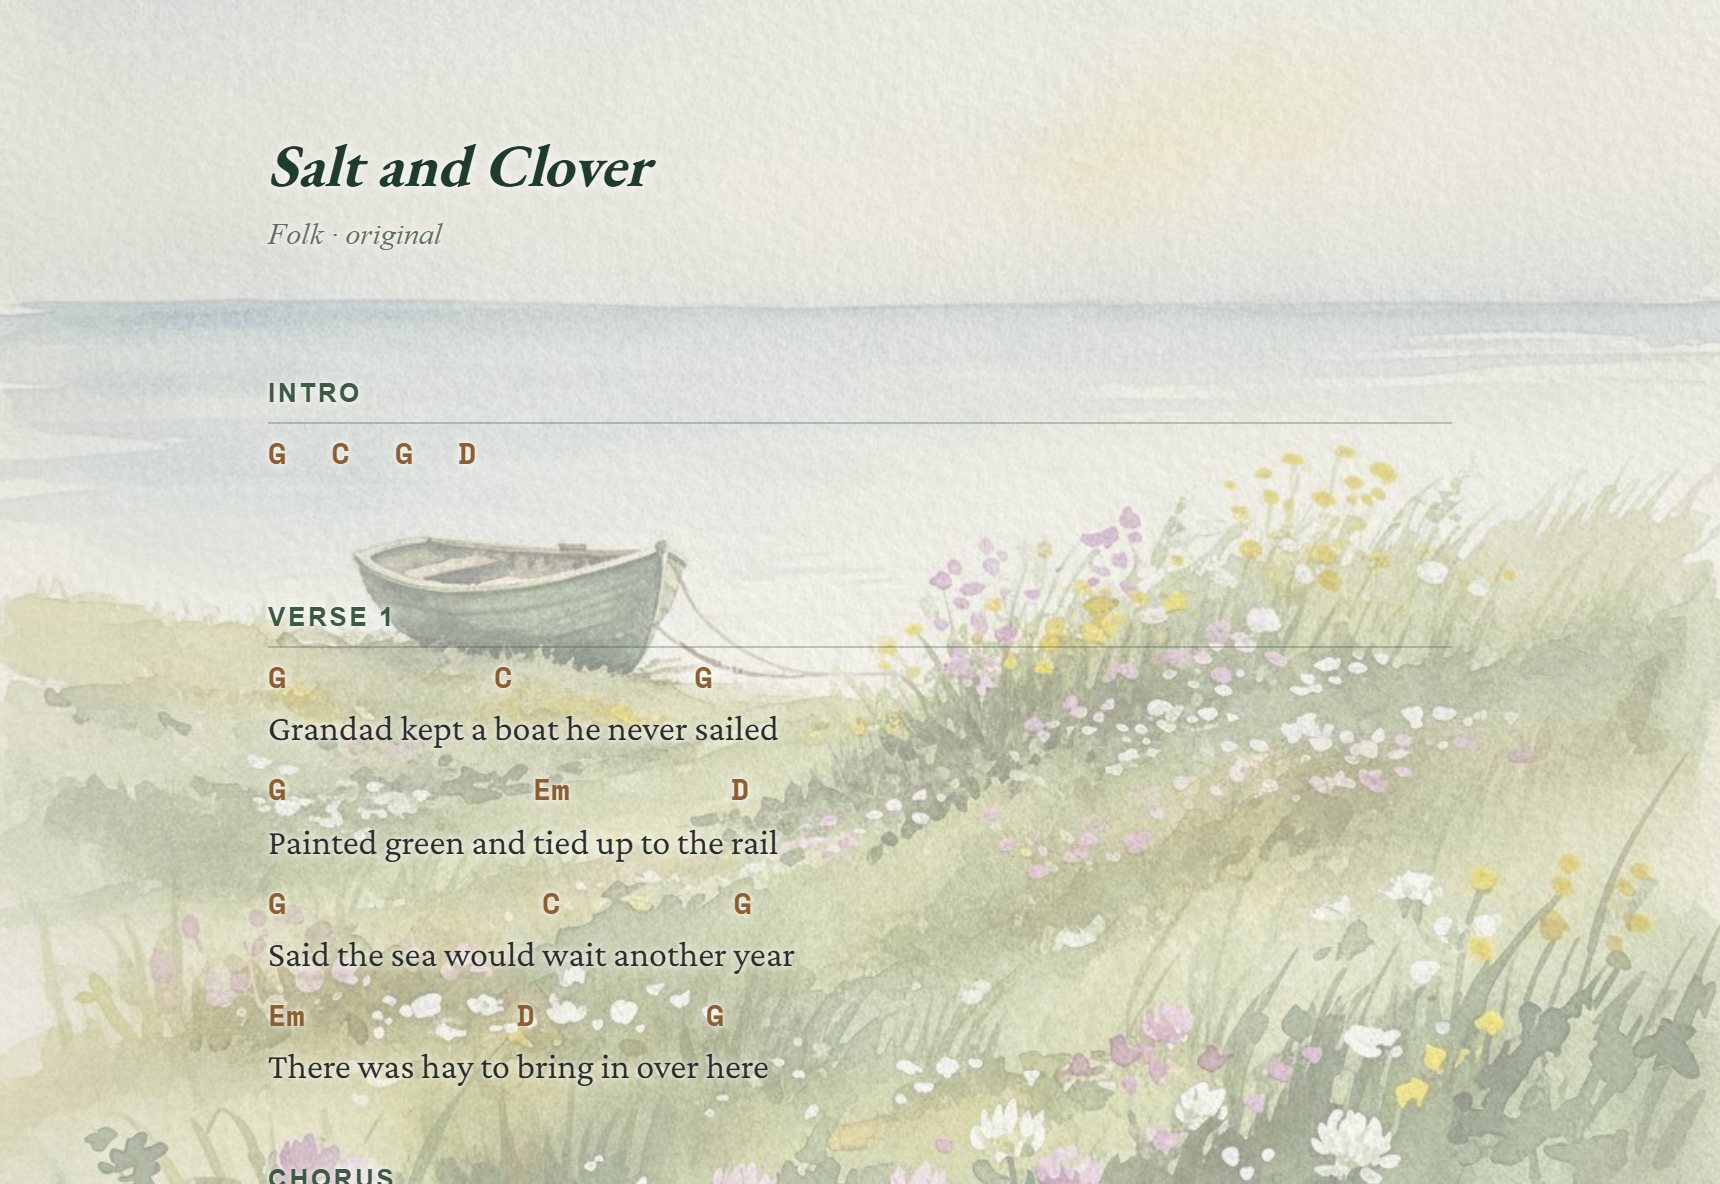 Salt and Clover
Folk · original
INTRO
G C G D
VERSE 1
G C G
Grandad kept a boat he never sailed
G Em D
Painted green and tied up to the rail
G C G
Said the sea would wait another year
Em D G
There was hay to bring in over here
CHORUS